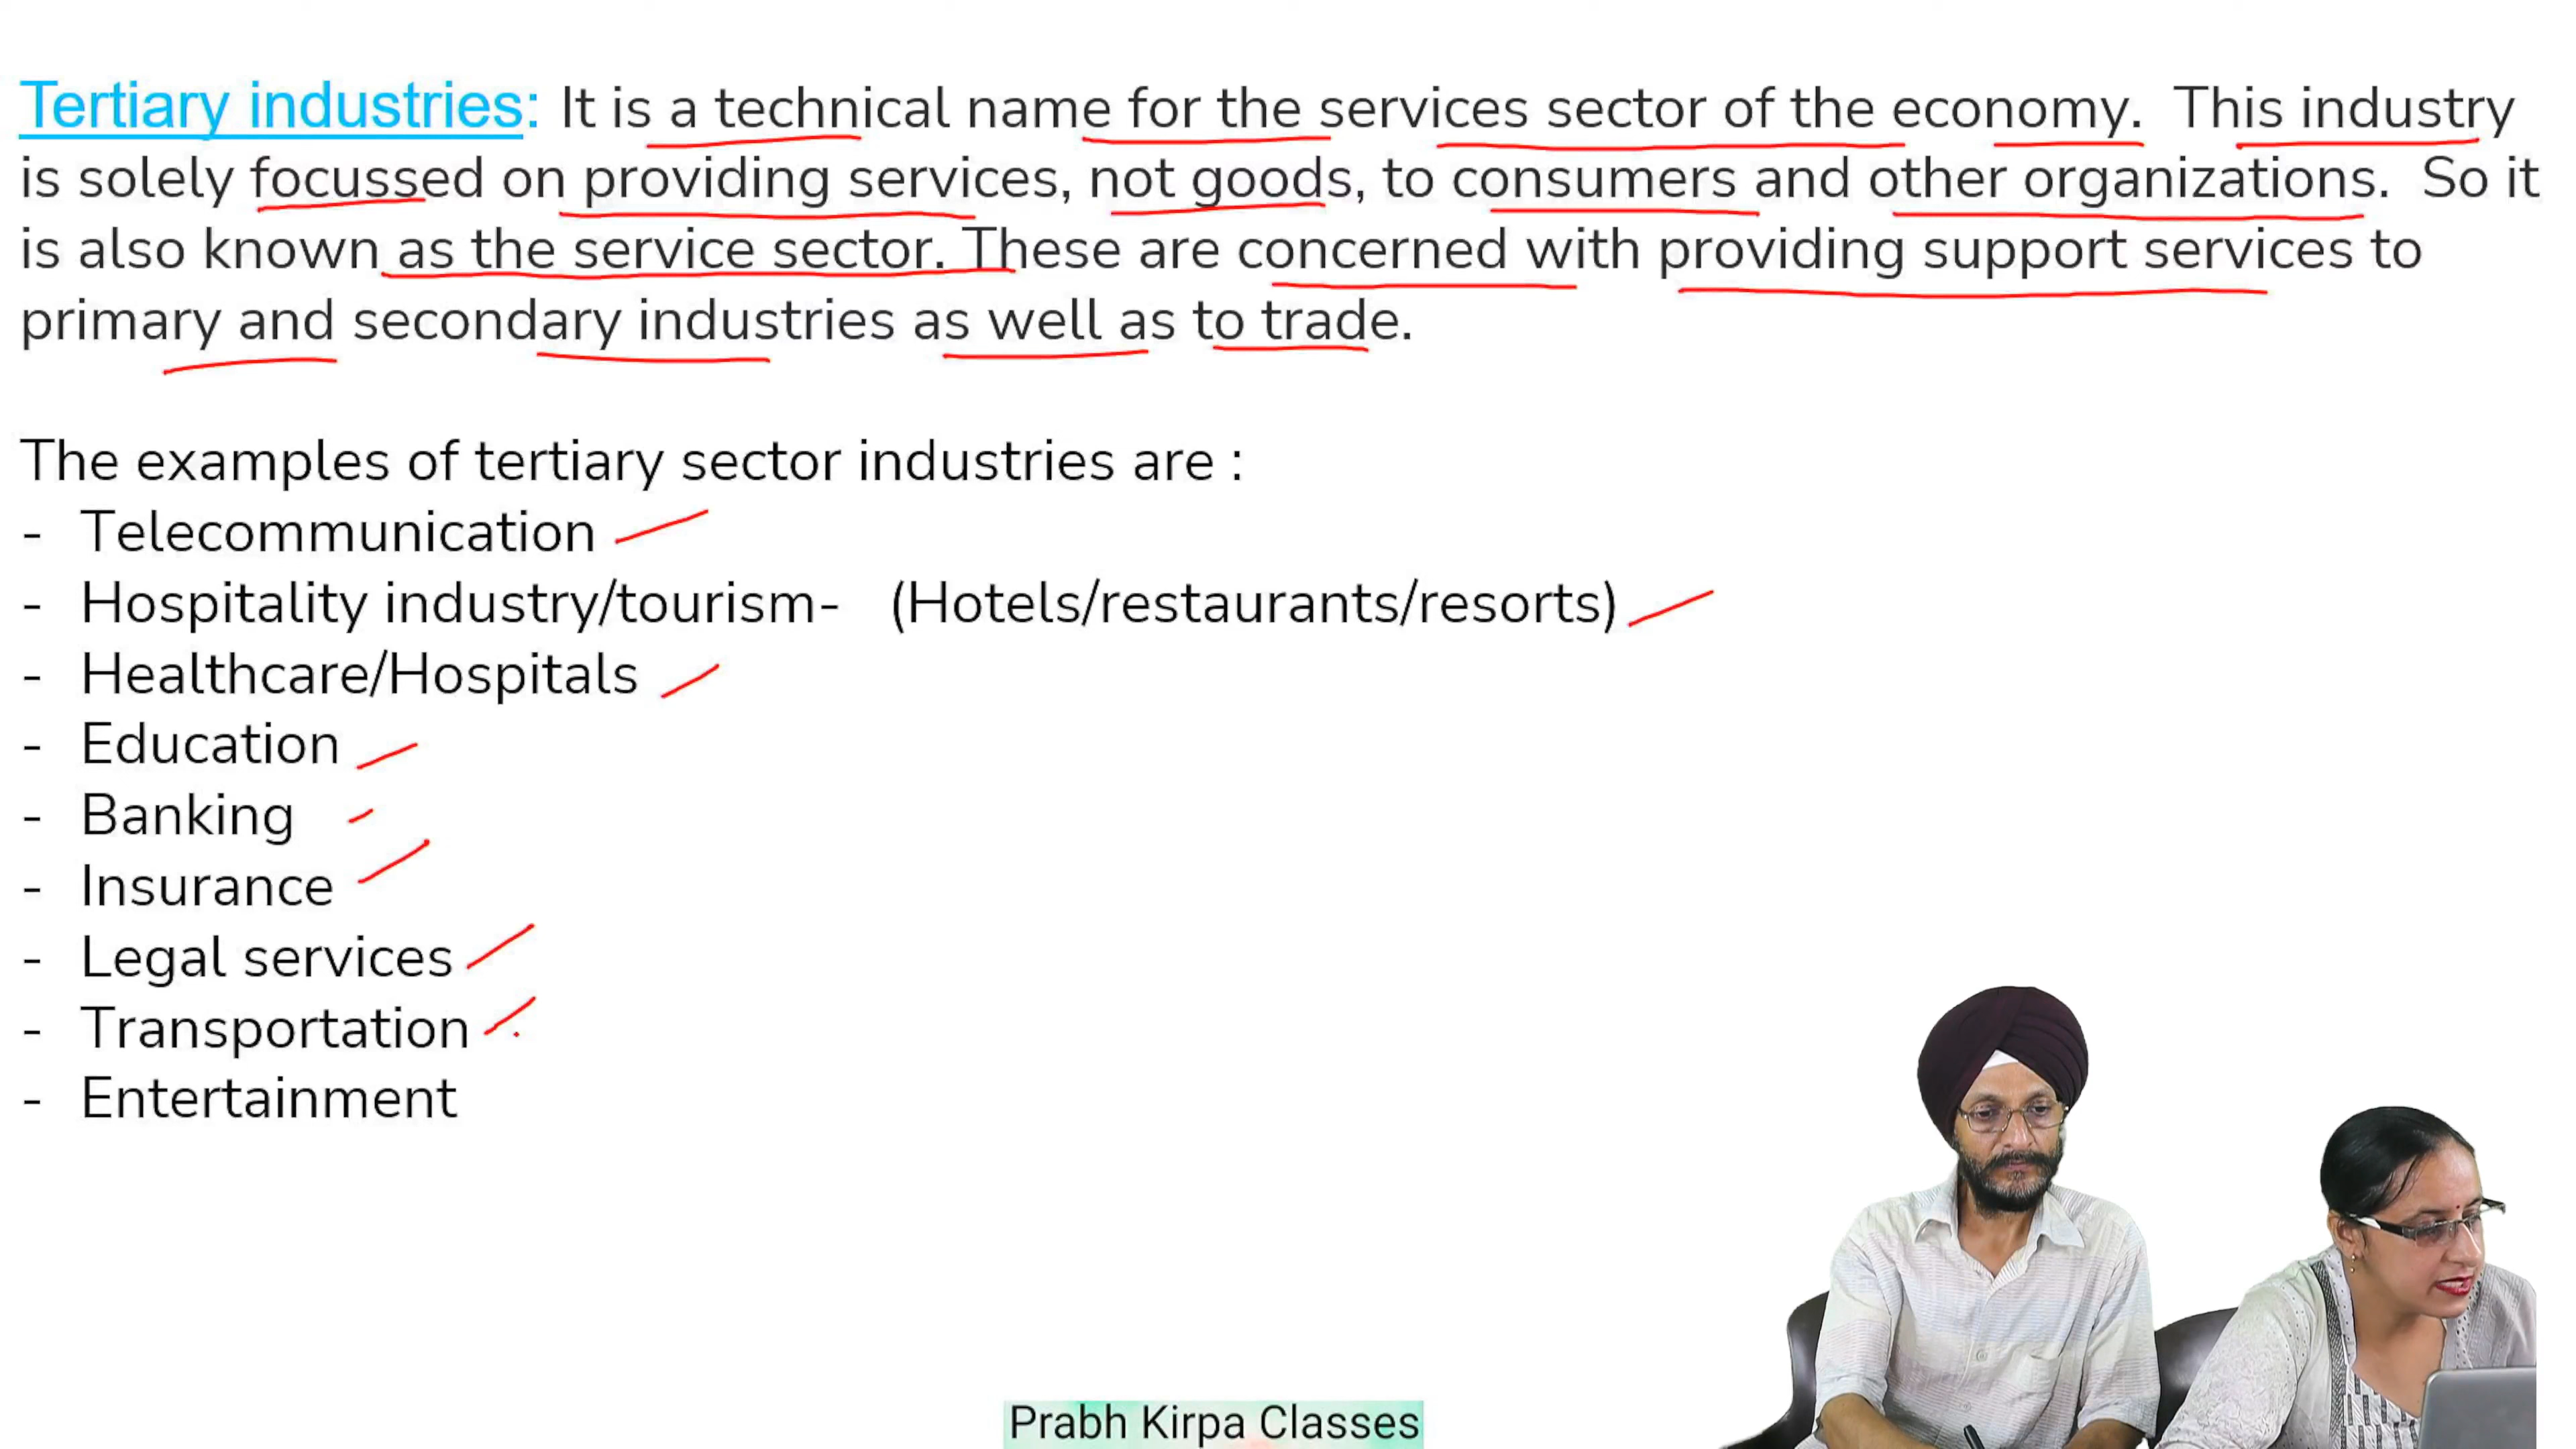 Tertiary industries: It is a technical name for the services sector of the economy. This industry
is solely focussed on providing services, not goods, to consumers and other organizations. So it
is also known as the service sector. These are concerned with providing support services to
primary and secondary industries as well as to trade.
The examples of tertiary sector industries are :
- Telecommunication
- Hospitality industry/tourism- (Hotels/restaurants/resorts)
- Healthcare/Hospitals
- Education
- Banking
- Insurance
- Legal services
- Transportation
- Entertainment
Prabh Kirpa Classes